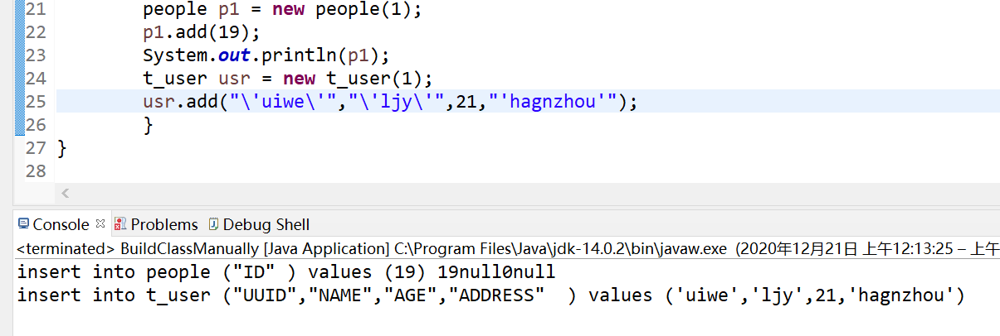 21 people p1 = new people(1);
22 p1.add(19);
23 System.out.println(p1);
24 t_user usr = new t_user(1);
25 usr.add("\'uiwe\'","\'ljy\'",21,"'hagnzhou'");
26 }
27 }
28
Console Problems Debug Shell
<terminated> BuildClassManually [Java Application] C:\Program Files\Java\jdk-14.0.2\bin\javaw.exe (2020年12月21日 上午12:13:25 – 上午
insert into people ("ID" ) values (19) 19null0null
insert into t_user ("UUID","NAME","AGE","ADDRESS"  ) values ('uiwe','ljy',21,'hagnzhou')